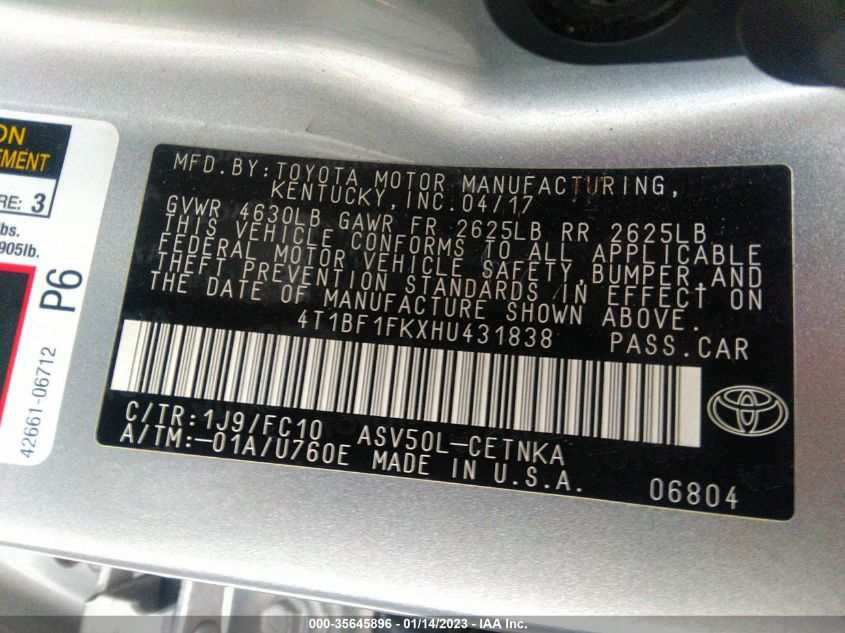 ON
EMENT
RE: 3
lbs.
905lb.
P6
42661-06712
MFD.BY:TOYOTA MOTOR MANUFACTURING,
KENTUCKY,INC.04/17
GVWR 4630LB GAWR FR 2625LB RR 2625LB
THIS VEHICLE CONFORMS TO ALL APPLICABLE
FEDERAL MOTOR VEHICLE SAFETY,BUMPER,AND
THEFT PREVENTION STANDARDS IN EFFECT ON
THE DATE OF MANUFACTURE SHOWN ABOVE.
4T1BF1FKXHU431838 PASS.CAR
C/TR:1J9/FC10 ASV50L-CETNKA
A/TM:-01A/U760E MADE IN U.S.A.
06804
000-35645896 - 01/14/2023 - IAA Inc.